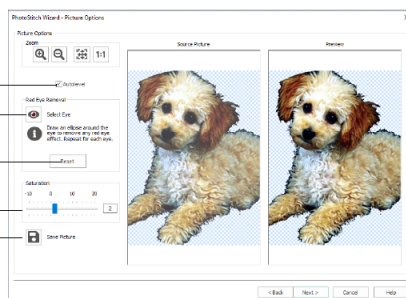 PhotoStitch Wizard - Picture Options
Picture Options
Zoom
1:1
Autolevel
Red Eye Removal
Select Eye
Draw an ellipse around the
eye to remove any red eye
effect. Repeat for each eye.
Reset
Saturation
-10 0 10 20
2
Save Picture
Source Picture
Preview
< Back Next > Cancel Help